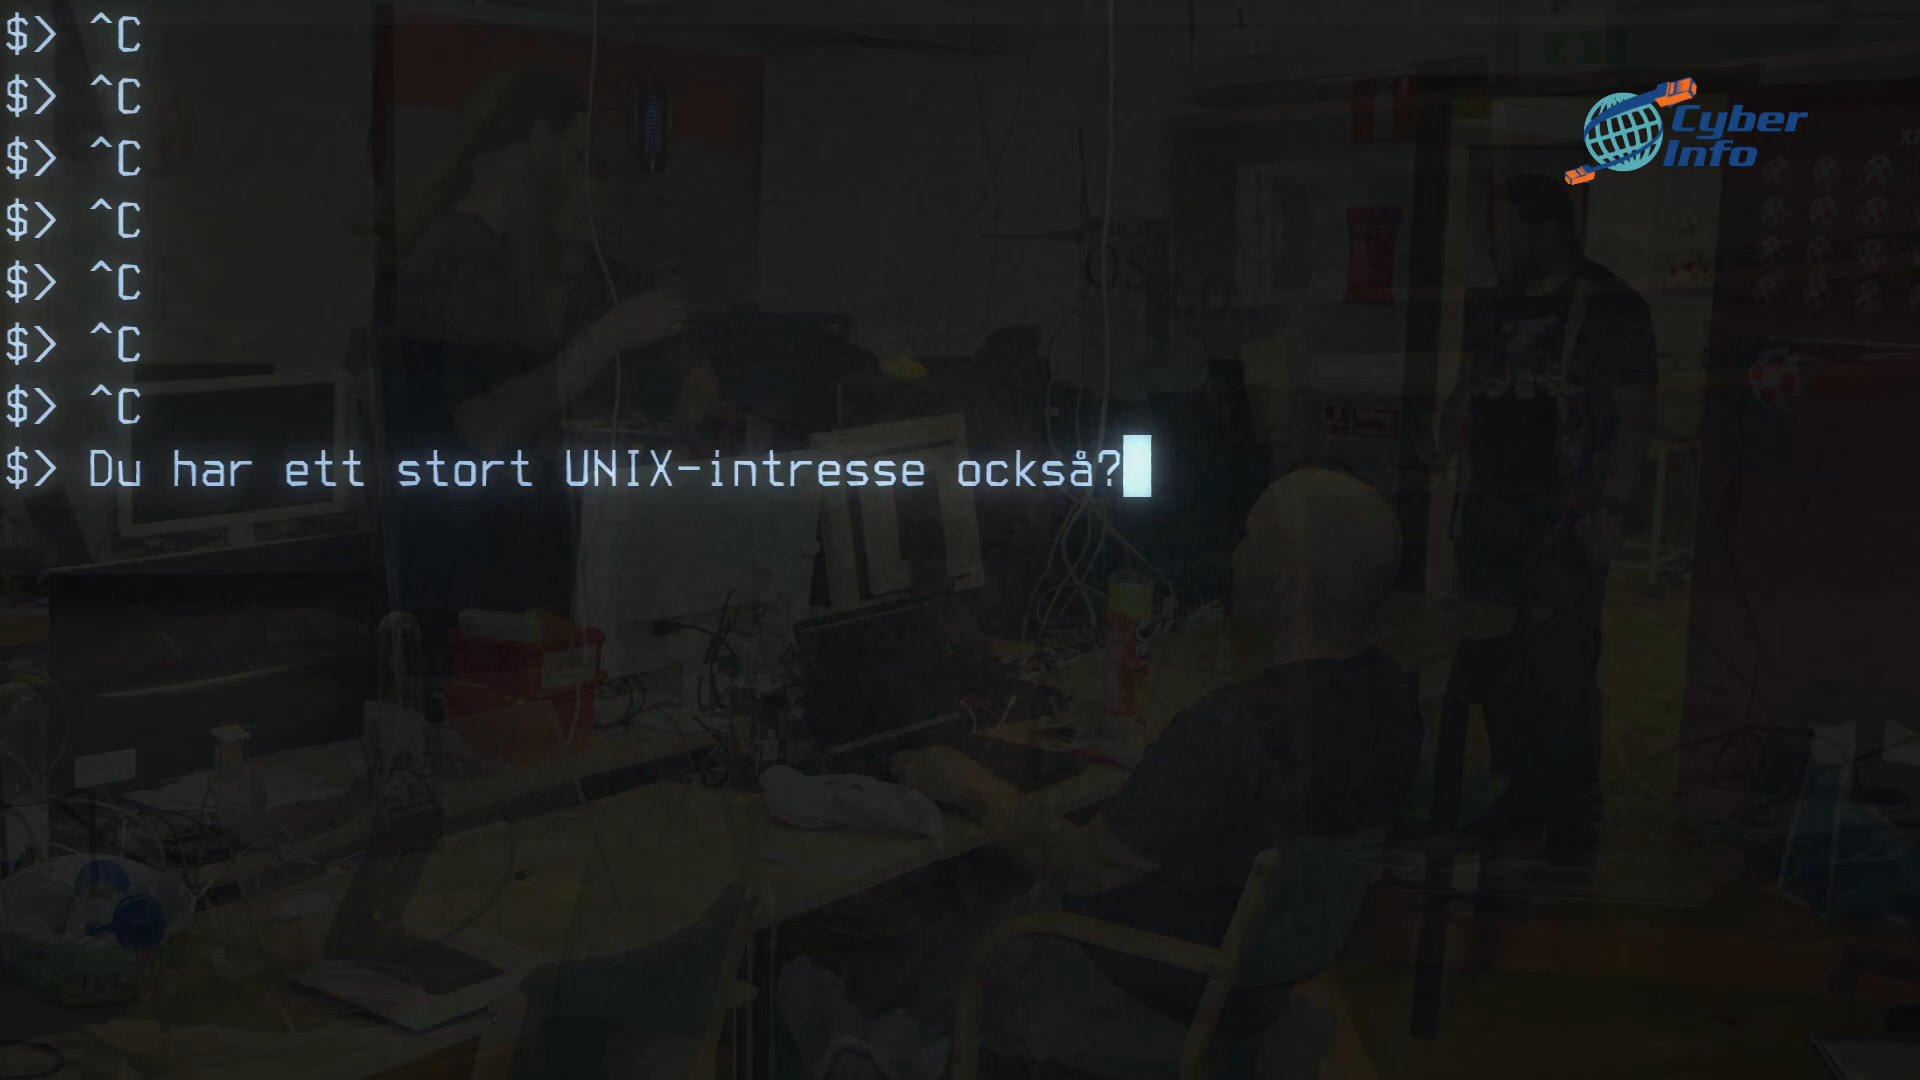 $> ^C
$> ^C
$> ^C
$> ^C
$> ^C
$> ^C
$> ^C
$> Du har ett stort UNIX-intresse också?
Cyber
Info